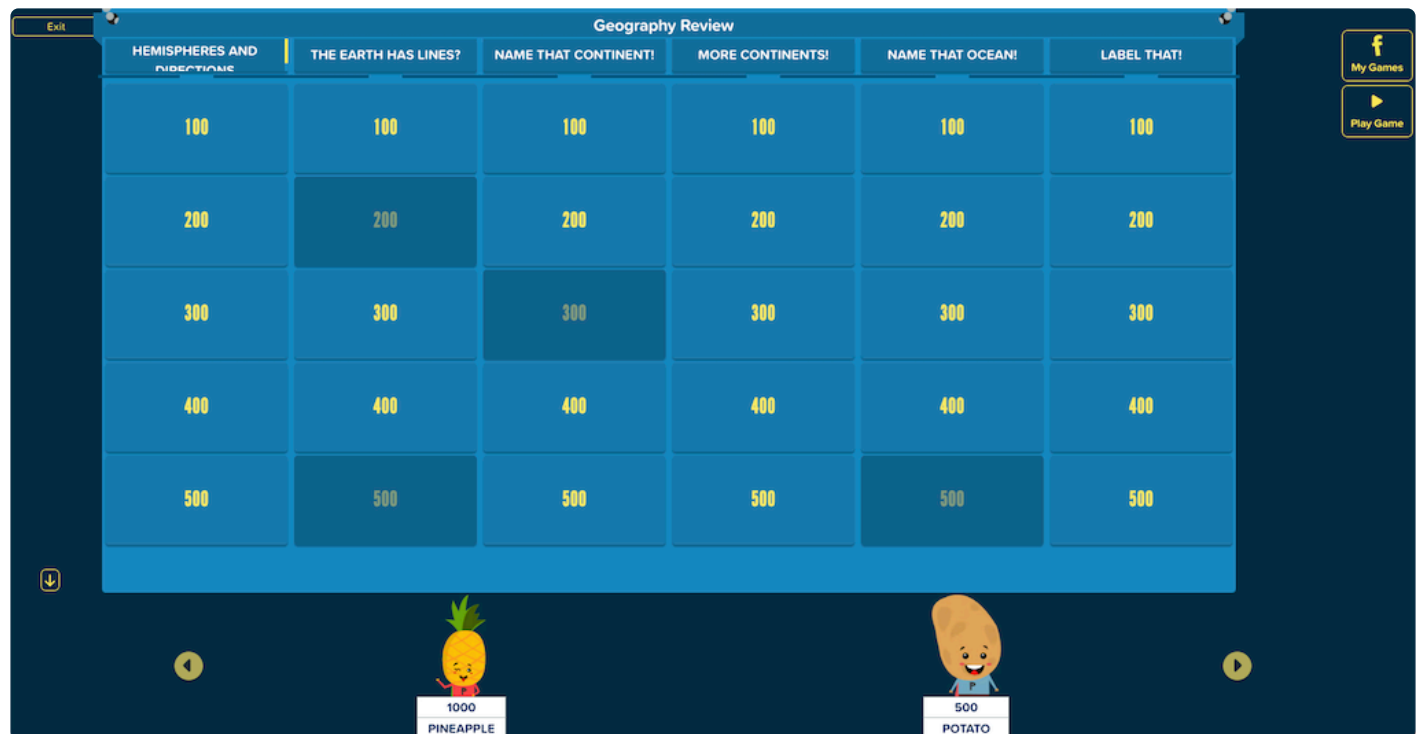 Exit
Geography Review
HEMISPHERES AND
DIRECTIONS
THE EARTH HAS LINES?
NAME THAT CONTINENT!
MORE CONTINENTS!
NAME THAT OCEAN!
LABEL THAT!
My Games
Play Game
100 100 100 100 100 100
200 200 200 200 200 200
300 300 300 300 300 300
400 400 400 400 400 400
500 500 500 500 500 500
P
P
1000
PINEAPPLE
500
POTATO